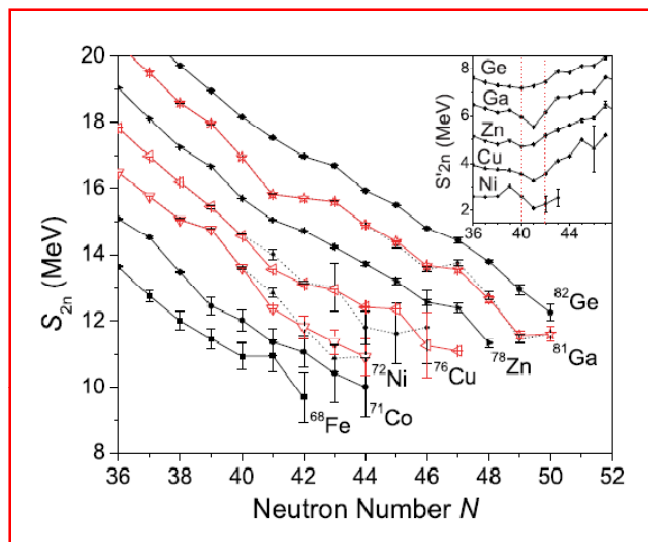 20
18
16
14
12
10
8
S2n (MeV)
36 38 40 42 44 46 48 50 52
Neutron Number N
82Ge
81Ga
78Zn
76Cu
72Ni
71Co
68Fe
8
6
4
2
S'2n (MeV)
36 40 44
Ge
Ga
Zn
Cu
Ni